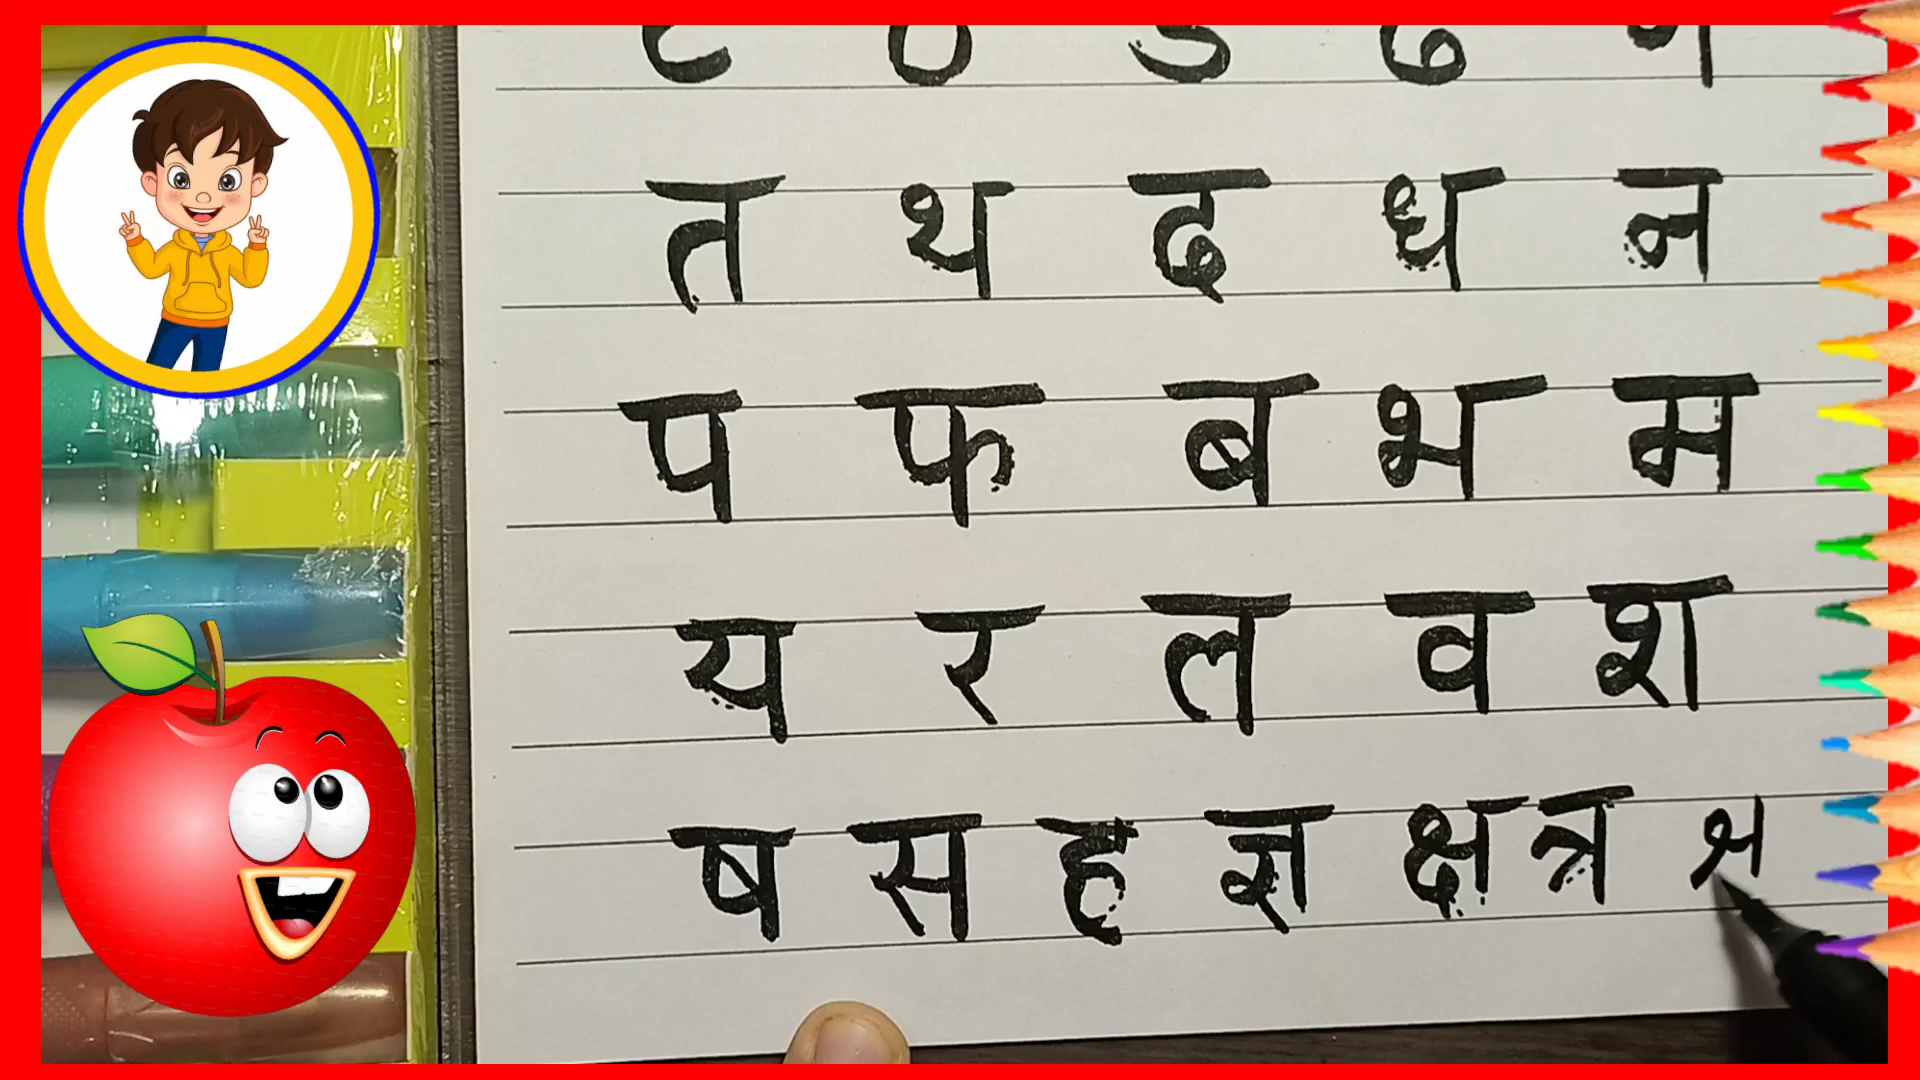 त थ द ध न
प फ ब भ म
य र ल व श
ष स ह ज्ञ क्ष त्र